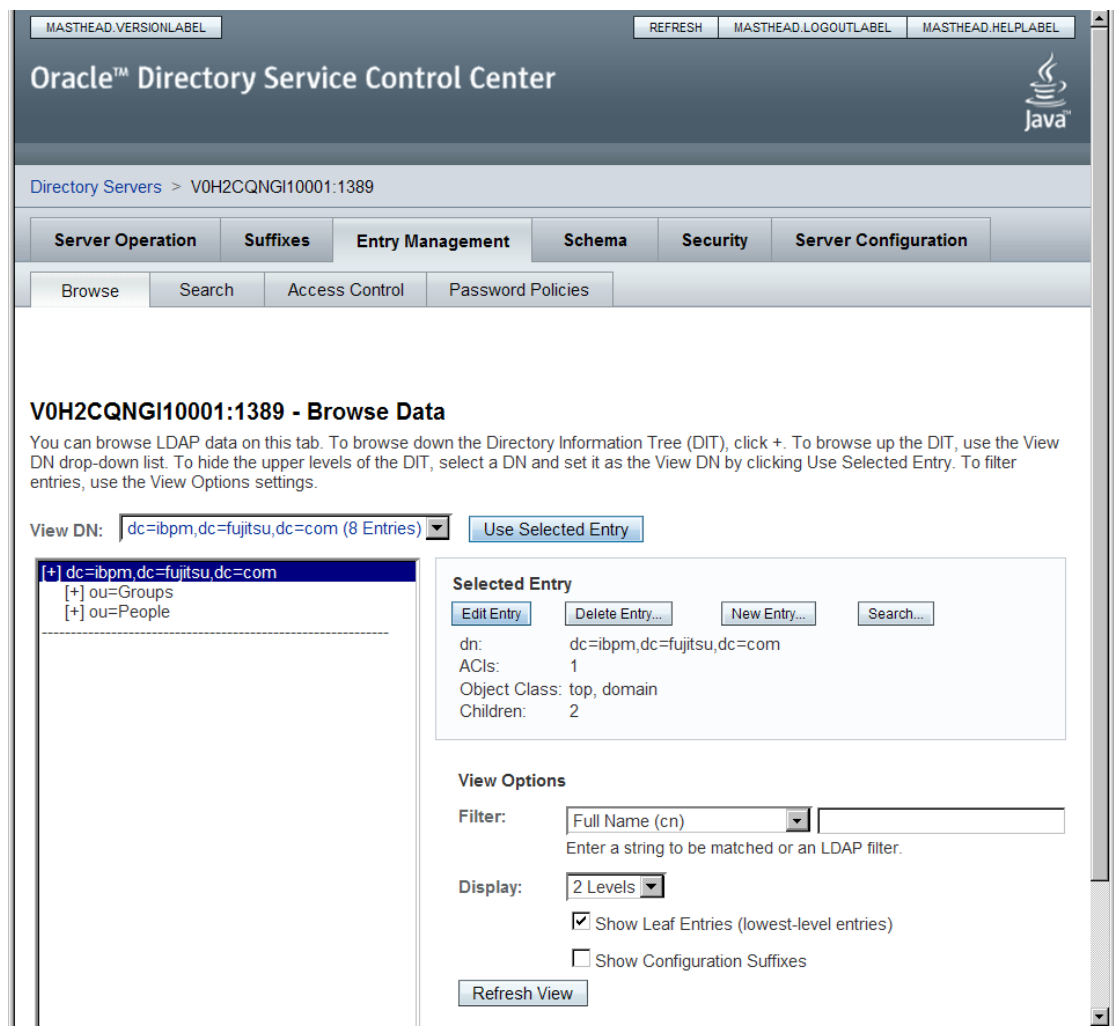 MASTHEAD.VERSIONLABEL
REFRESH MASTHEAD.LOGOUTLABEL MASTHEAD.HELPLABEL
Oracle™ Directory Service Control Center
Java™
Directory Servers > V0H2CQNGI10001:1389
Server Operation Suffixes Entry Management Schema Security Server Configuration
Browse Search Access Control Password Policies
V0H2CQNGI10001:1389 - Browse Data
You can browse LDAP data on this tab. To browse down the Directory Information Tree (DIT), click +. To browse up the DIT, use the View
DN drop-down list. To hide the upper levels of the DIT, select a DN and set it as the View DN by clicking Use Selected Entry. To filter
entries, use the View Options settings.
View DN: dc=ibpm,dc=fujitsu,dc=com (8 Entries) Use Selected Entry
[+] dc=ibpm,dc=fujitsu,dc=com
[+] ou=Groups
[+] ou=People
Selected Entry
Edit Entry Delete Entry... New Entry... Search...
dn: dc=ibpm,dc=fujitsu,dc=com
ACIs: 1
Object Class: top, domain
Children: 2
View Options
Filter: Full Name (cn)
Enter a string to be matched or an LDAP filter.
Display: 2 Levels
Show Leaf Entries (lowest-level entries)
Show Configuration Suffixes
Refresh View